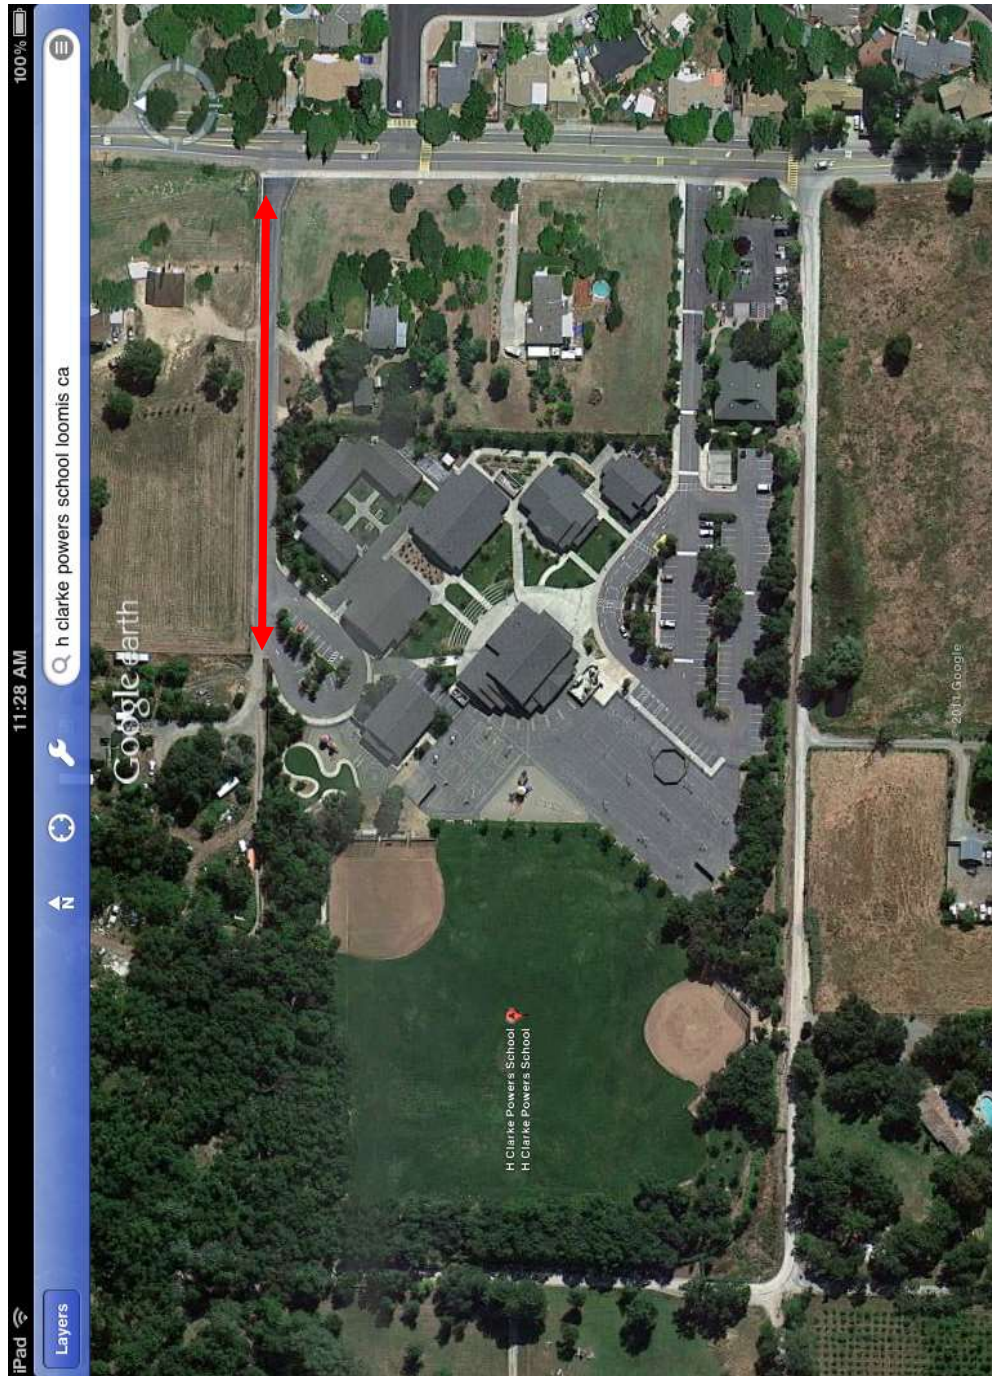 iPad
11:28 AM
100%
Layers
N
h clarke powers school loomis ca
Google earth
H Clarke Powers School
H Clarke Powers School
2011 Google